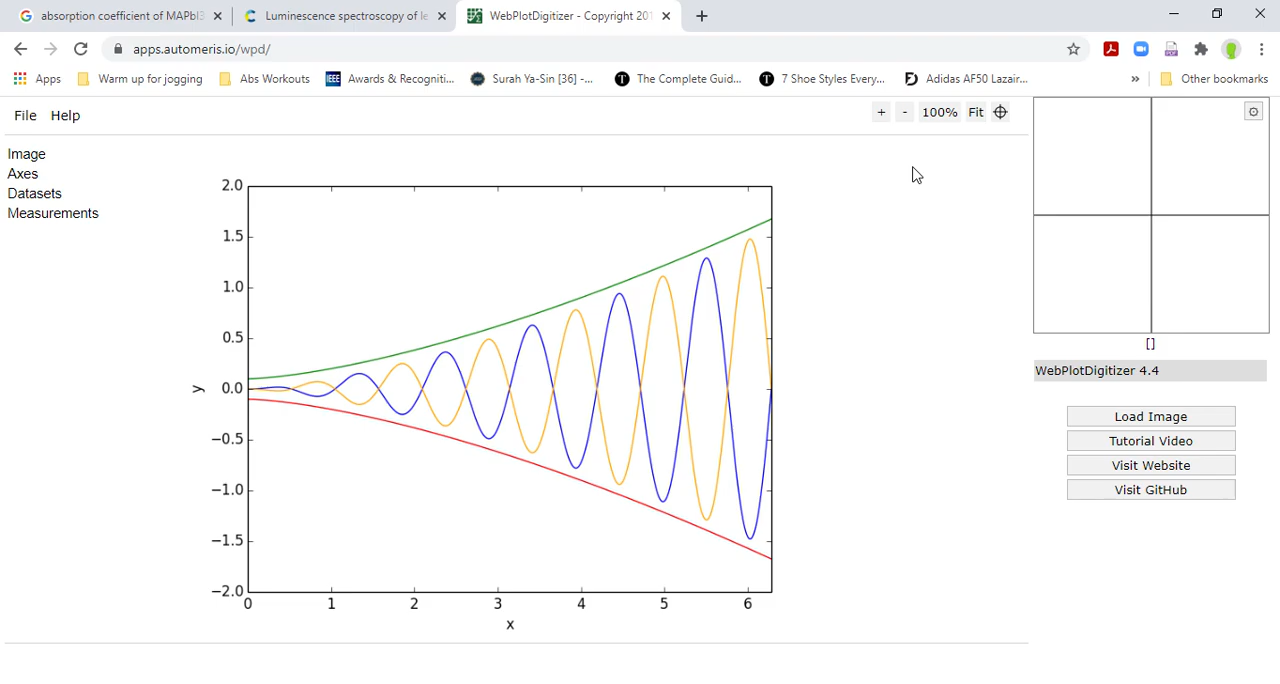 absorption coefficient of MAPbI3 Luminescence spectroscopy of le WebPlotDigitizer - Copyright 201
apps.automeris.io/wpd/
Apps Warm up for jogging Abs Workouts IEEE Awards & Recogniti... Surah Ya-Sin [36] -... T The Complete Guid... T 7 Shoe Styles Every... Adidas AF50 Lazair... » Other bookmarks
File Help + - 100% Fit
Image
Axes
Datasets
Measurements
2.0
1.5
1.0
0.5
0.0
−0.5
−1.0
−1.5
−2.0
y
0 1 2 3 4 5 6
x
[]
WebPlotDigitizer 4.4
Load Image
Tutorial Video
Visit Website
Visit GitHub